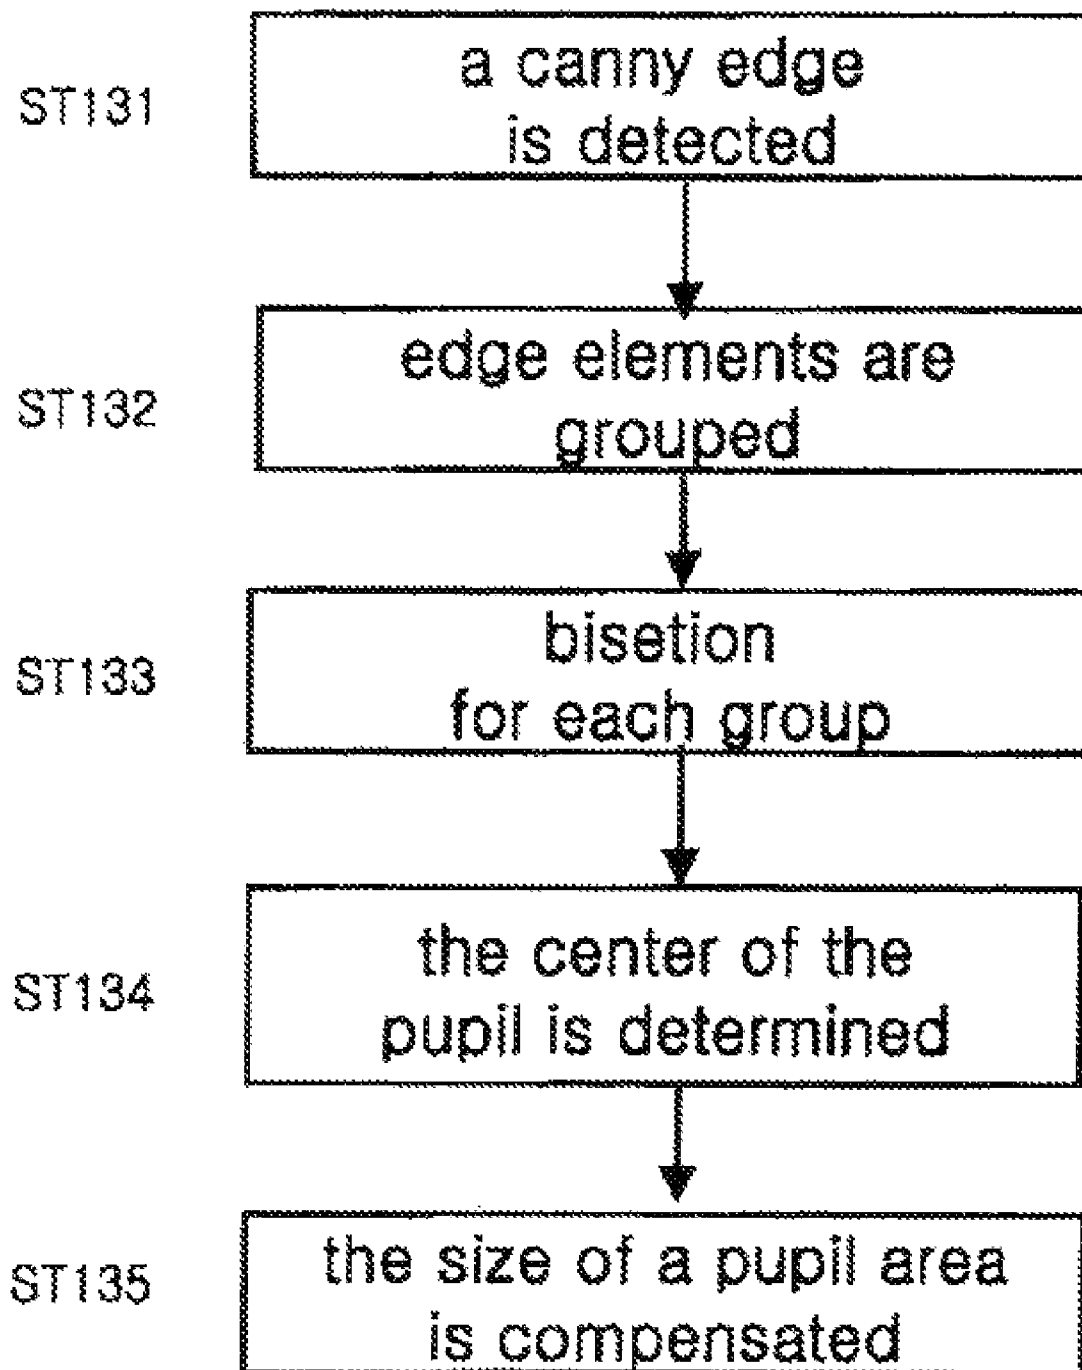 ST131
a canny edge
is detected
ST132
edge elements are
grouped
ST133
bisetion
for each group
ST134
the center of the
pupil is determined
ST135
the size of a pupil area
is compensated